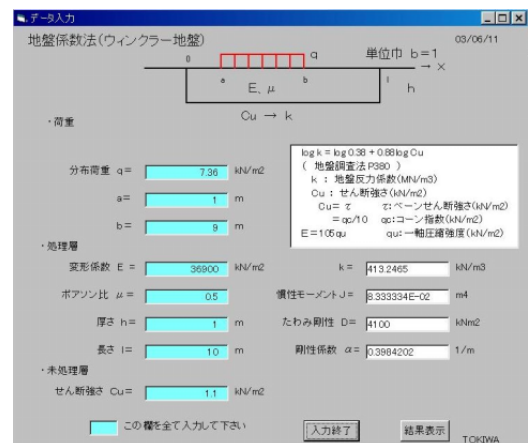 データ入力
地盤係数法(ウィンクラー地盤)
03/06/11
単位巾 b=1
0
q
→ X
a
b
l
E、μ
h
Cu → k
・荷重
分布荷重 q= 7.36 kN/m2
a= 1 m
b= 9 m
log k = log 0.38 + 0.88log Cu
( 地盤調査法 P380 )
k : 地盤反力係数(MN/m3)
Cu : せん断強さ(kN/m2)
Cu= τ τ:ベーンせん断強さ(kN/m2)
=qc/10 qc:コーン指数(kN/m2)
E=105qu qu:一軸圧縮強度(kN/m2)
・処理層
変形係数 E = 36900 kN/m2
k= 413.2465 kN/m3
ポアソン比 μ= 0.5
慣性モーメントJ= 8.333334E-02 m4
厚さ h= 1 m
たわみ剛性 D= 4100 kNm2
長さ l= 10 m
剛性係数 α= 0.3984202 1/m
・未処理層
せん断強さ Cu= 1.1 kN/m2
この欄を全て入力して下さい
入力終了
結果表示
TOKIWA